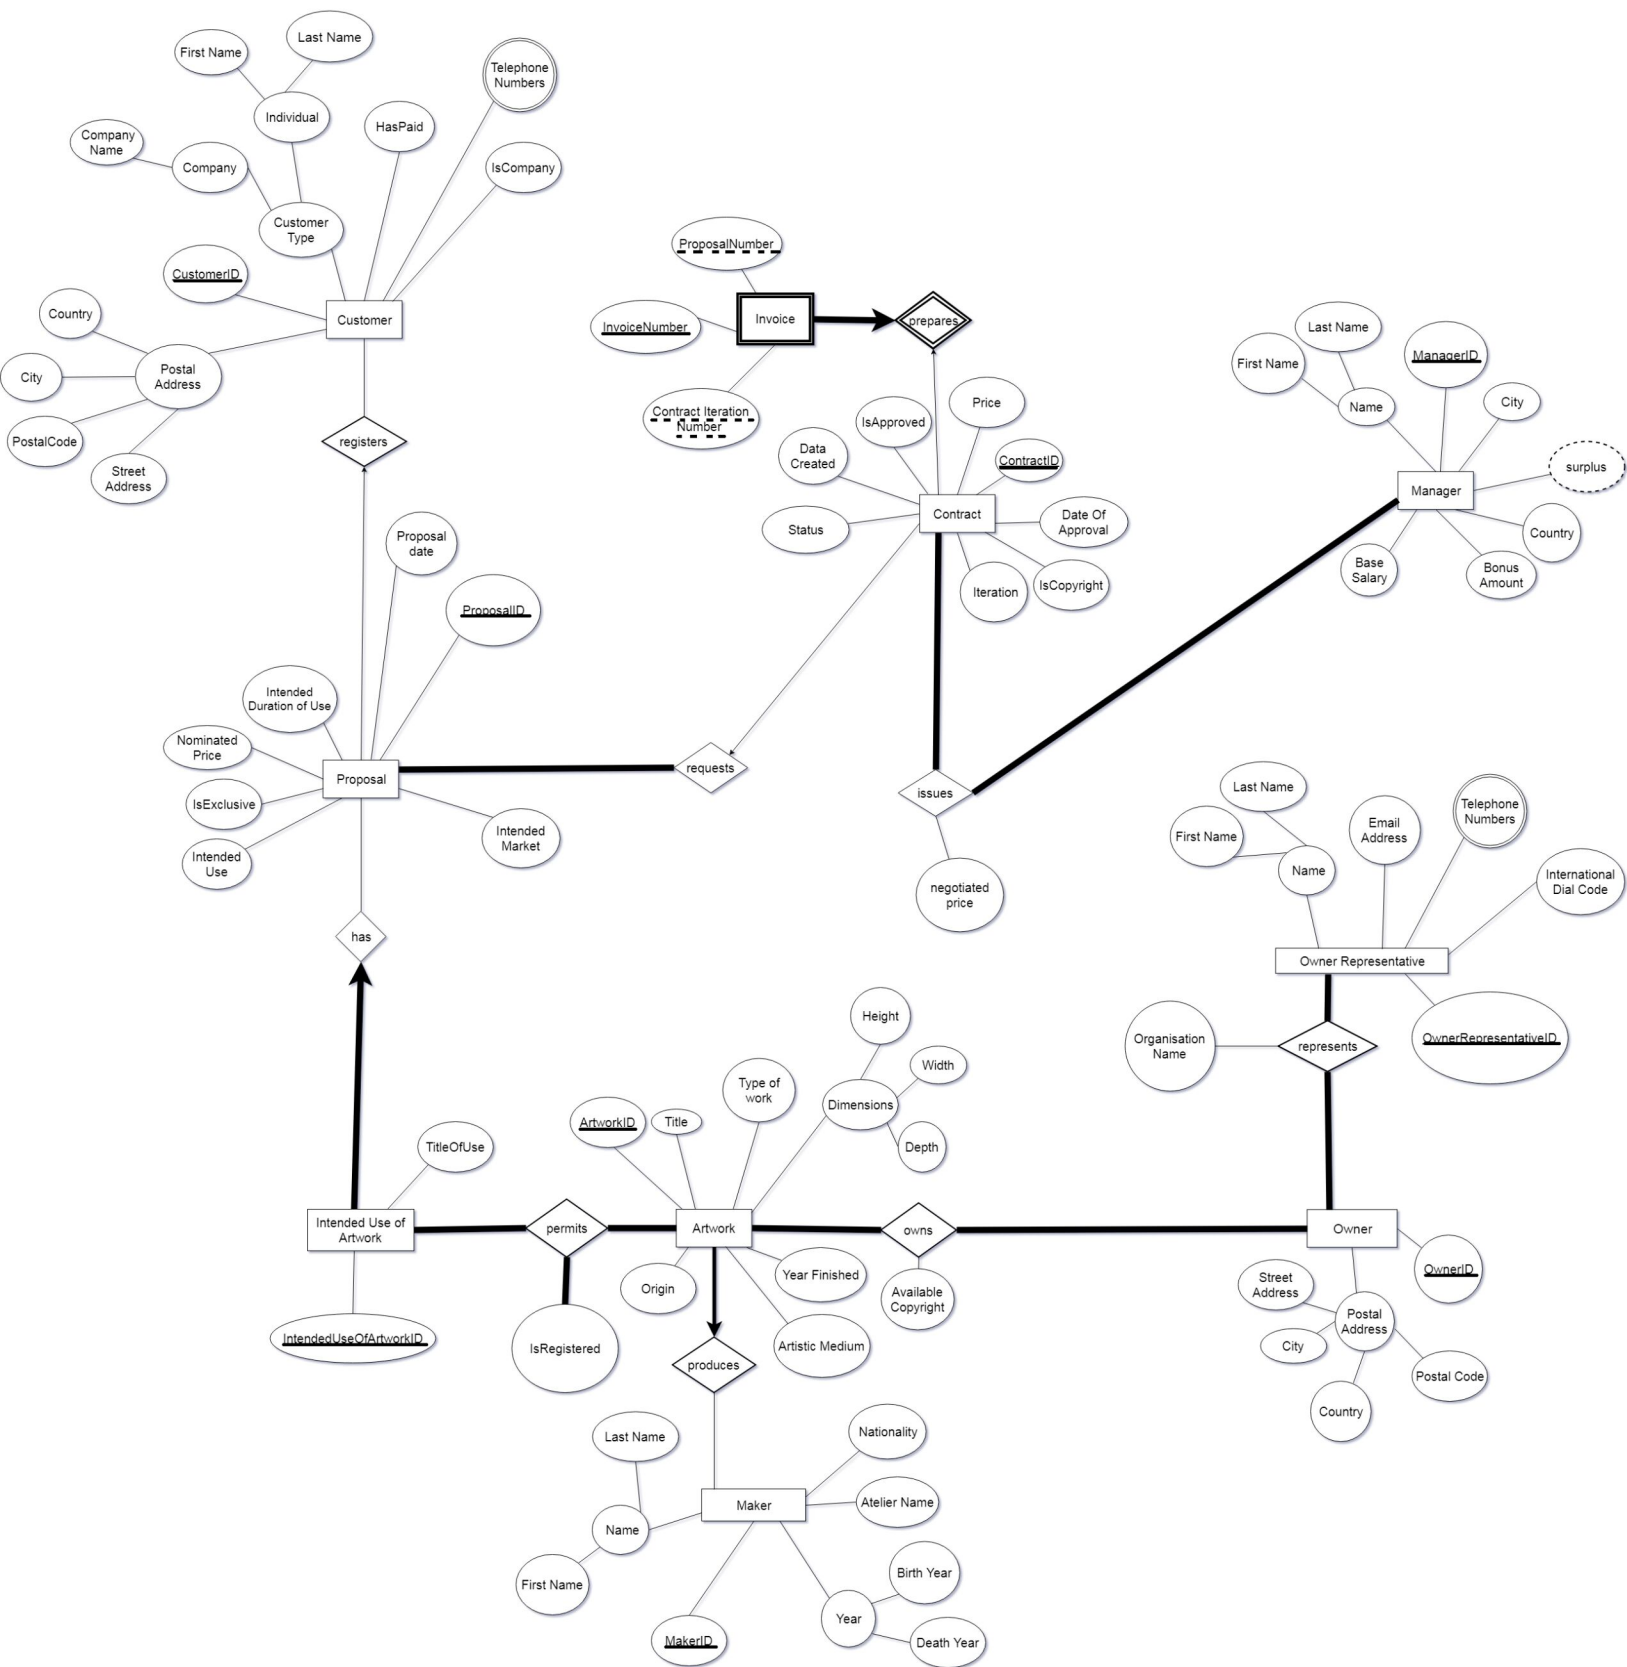 Last Name
First Name
Telephone
Numbers
Individual
HasPaid
Company
Name
Company
IsCompany
Customer
Type
CustomerID
Country
Customer
City
Postal
Address
PostalCode
Street
Address
registers
ProposalNumber
InvoiceNumber
Invoice
prepares
Contract Iteration
Number
Last Name
First Name
ManagerID
Name
City
surplus
Manager
Country
Base
Salary
Bonus
Amount
IsApproved
Price
Data
Created
ContractID
Status
Contract
Date Of
Approval
Iteration
IsCopyright
Proposal
date
ProposalID
Intended
Duration of Use
Nominated
Price
Proposal
requests
issues
IsExclusive
Intended
Use
Intended
Market
negotiated
price
has
Last Name
First Name
Name
Email
Address
Telephone
Numbers
International
Dial Code
Owner Representative
Organisation
Name
represents
OwnerRepresentativeID
Height
Width
Type of
work
Dimensions
ArtworkID
Title
Depth
TitleOfUse
Intended Use of
Artwork
permits
Artwork
owns
Owner
OwnerID
Origin
Year Finished
Available
Copyright
Street
Address
Postal
Address
City
Postal Code
Country
IntendedUseOfArtworkID
IsRegistered
Artistic Medium
produces
Last Name
Nationality
Maker
Atelier Name
Name
First Name
Birth Year
Year
MakerID
Death Year